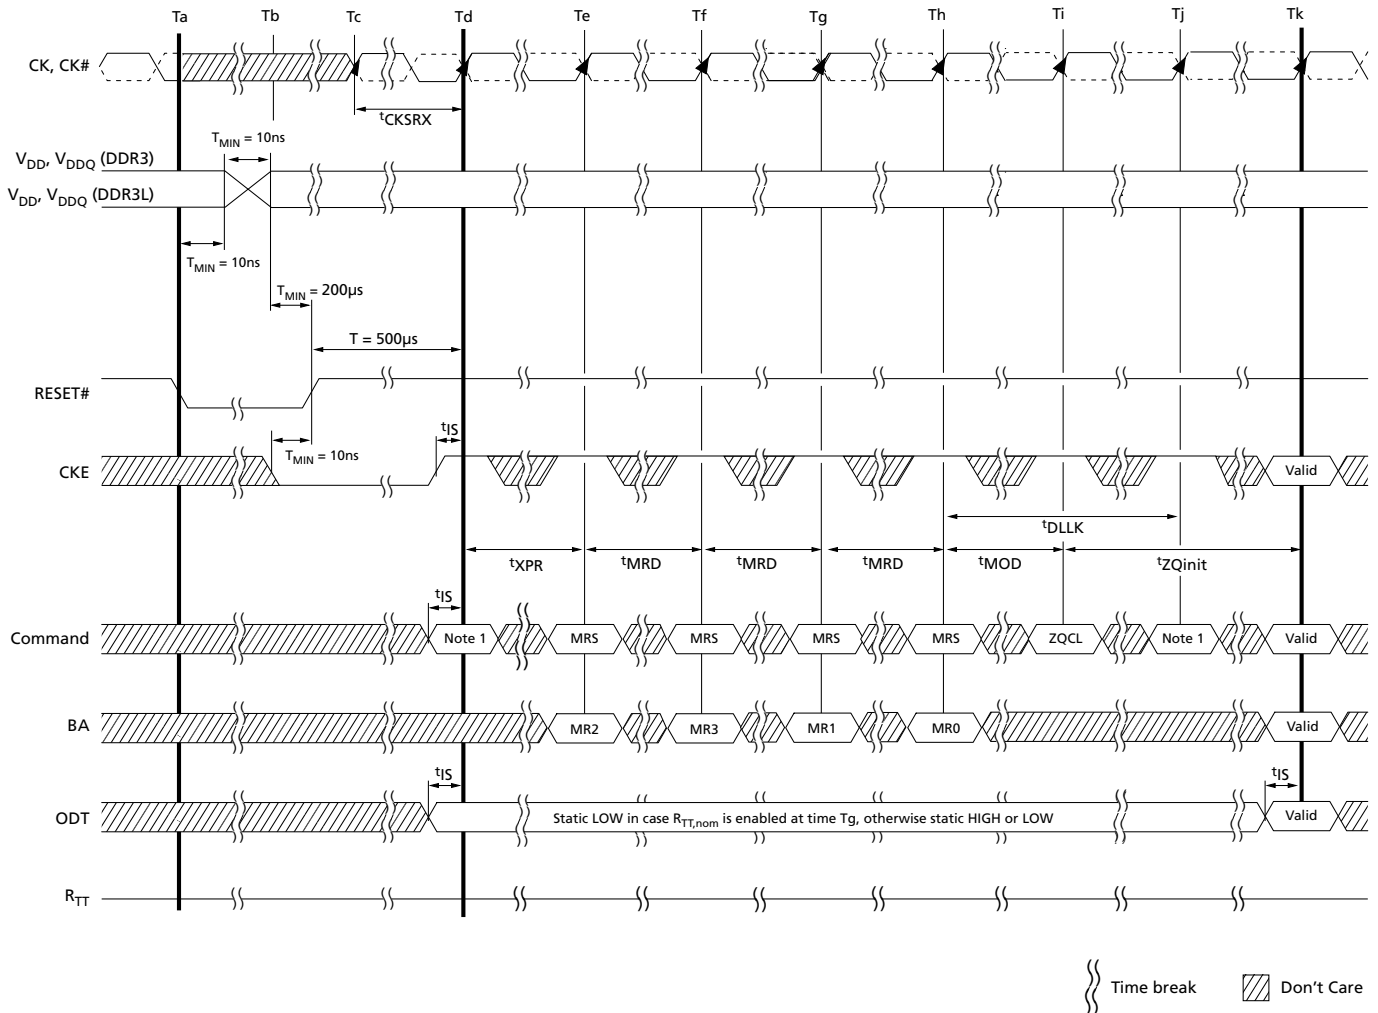 Ta Tb Tc Td Te Tf Tg Th Ti Tj Tk
CK, CK#
tCKSRX
TMIN = 10ns
VDD, VDDQ (DDR3)
VDD, VDDQ (DDR3L)
TMIN = 10ns
TMIN = 200µs
T = 500µs
RESET#
tIS
TMIN = 10ns
CKE
Valid
tDLLK
tXPR tMRD tMRD tMRD tMOD tZQinit
tIS
Command Note 1 MRS MRS MRS MRS ZQCL Note 1 Valid
BA MR2 MR3 MR1 MR0 Valid
tIS tIS
ODT Static LOW in case RTT,nom is enabled at time Tg, otherwise static HIGH or LOW Valid
RTT
Time break Don't Care